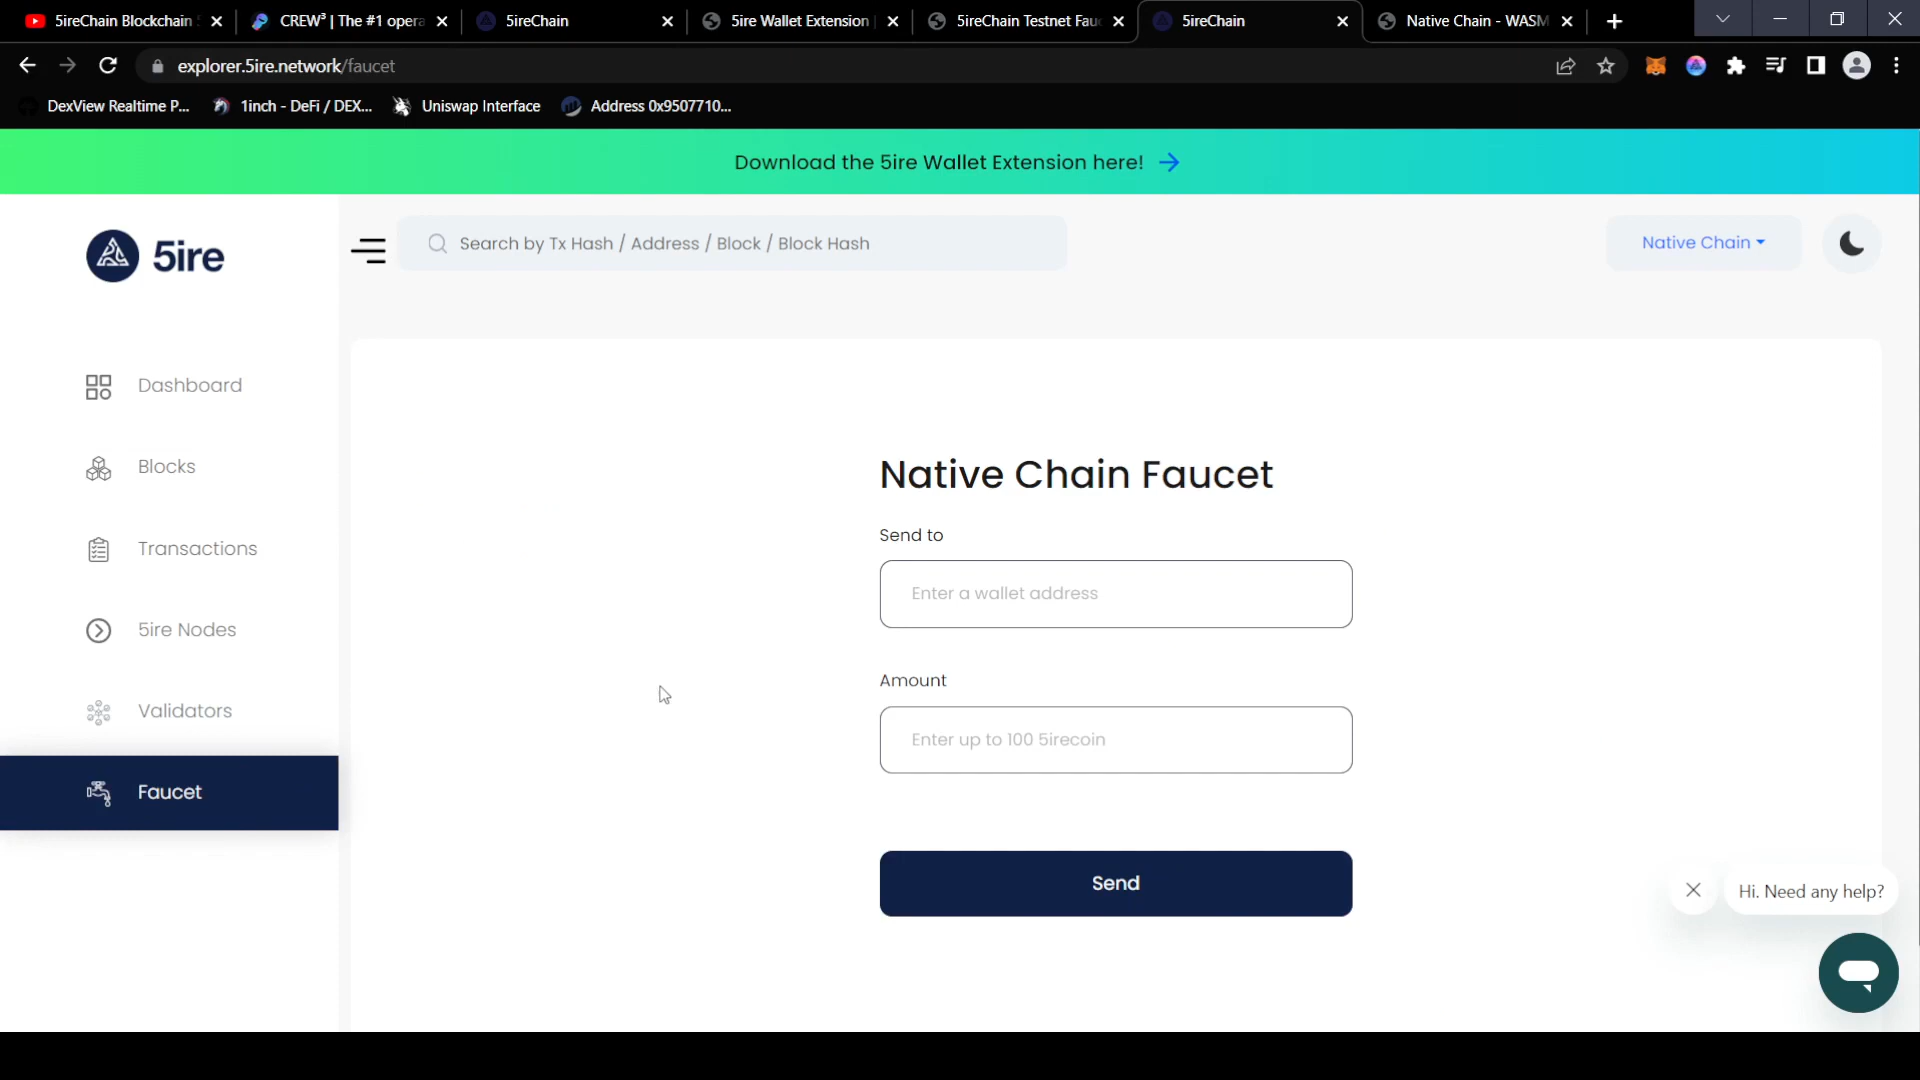 5ireChain Blockchain
CREW³ | The #1 opera
5ireChain
5ire Wallet Extension |
5ireChain Testnet Fau
5ireChain
Native Chain - WASM
explorer.5ire.network/faucet
DexView Realtime P...
1inch - DeFi / DEX...
Uniswap Interface
Address 0x9507710...
Download the 5ire Wallet Extension here!
5ire
Search by Tx Hash / Address / Block / Block Hash
Native Chain
Dashboard
Blocks
Transactions
5ire Nodes
Validators
Faucet
Native Chain Faucet
Send to
Enter a wallet address
Amount
Enter up to 100 5irecoin
Send
Hi. Need any help?